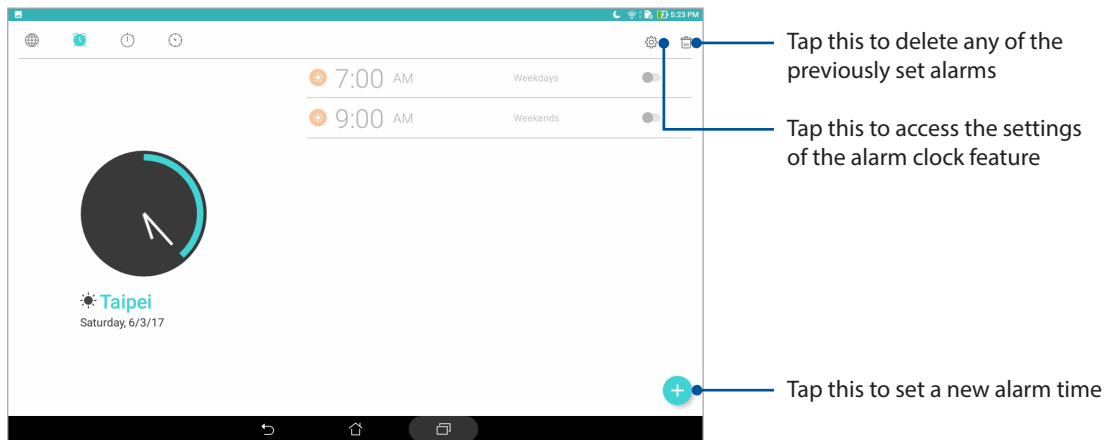 5:23 PM
7:00 AM Weekdays
9:00 AM Weekends
Taipei
Saturday, 6/3/17
Tap this to delete any of the
previously set alarms
Tap this to access the settings
of the alarm clock feature
Tap this to set a new alarm time